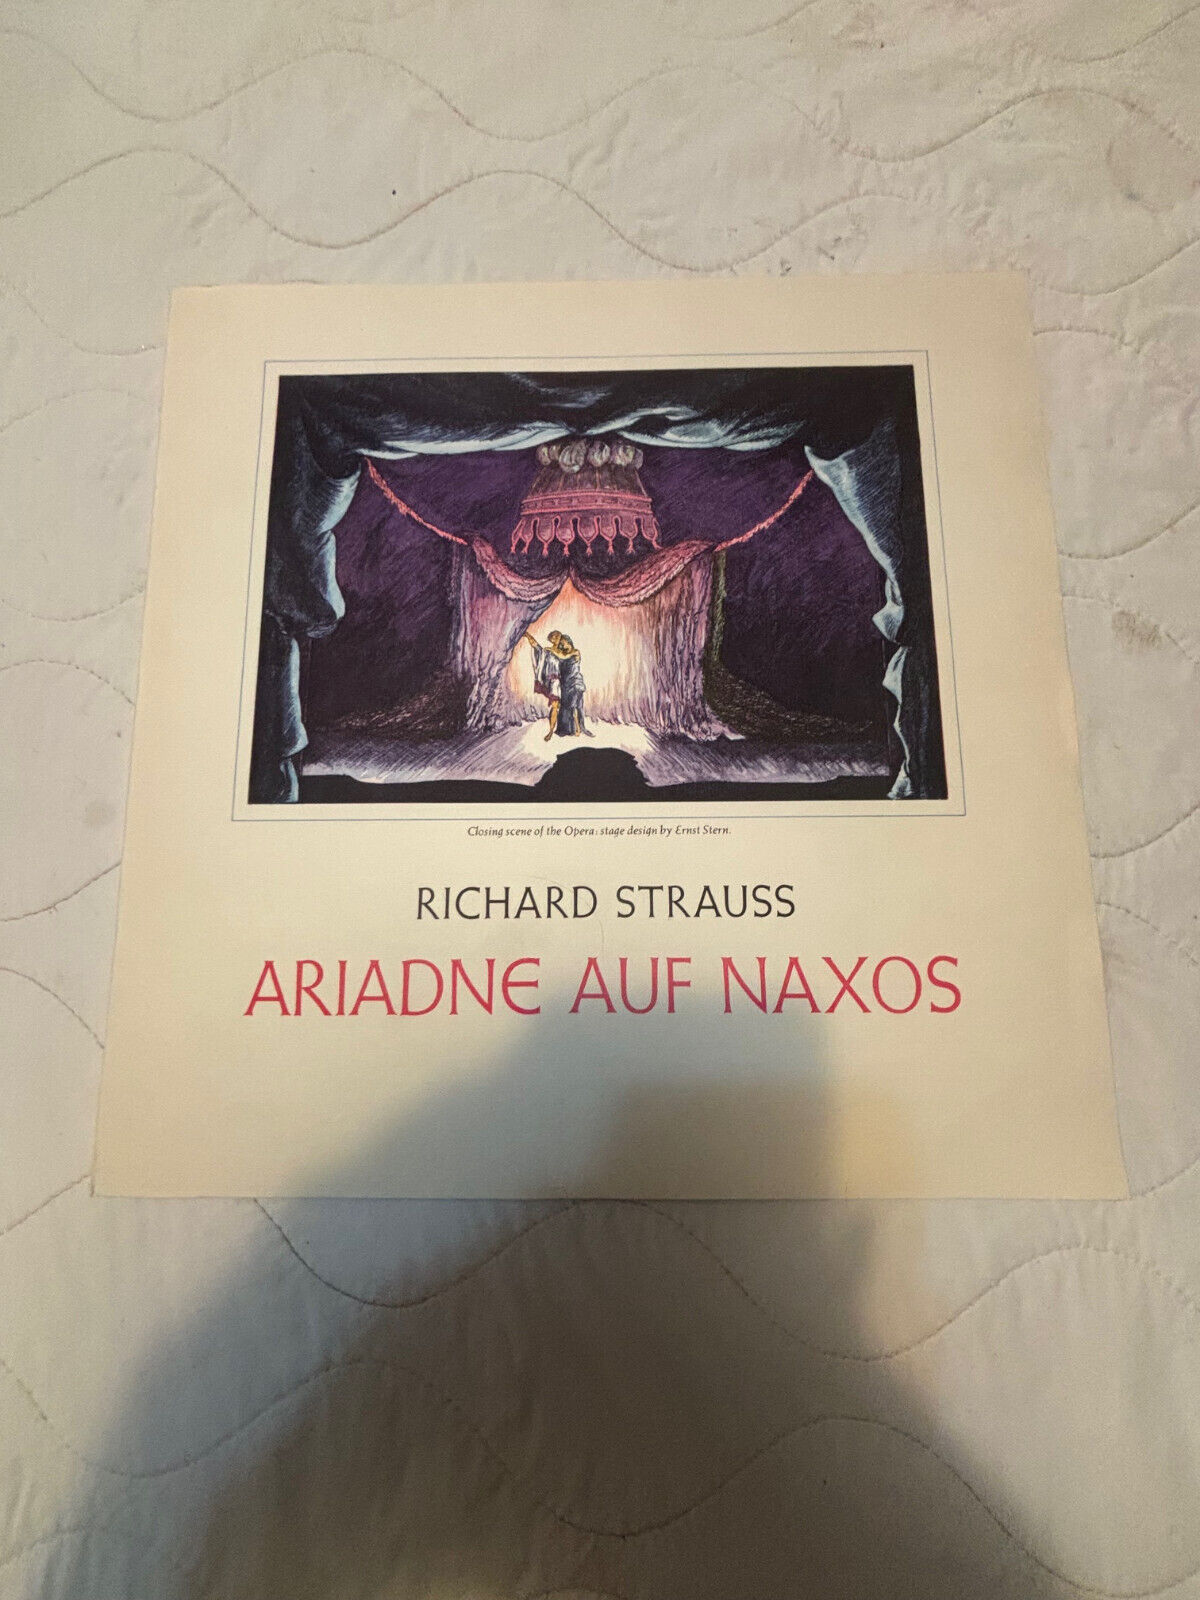 Closing scene of the Opera: stage design by Ernst Stern.
RICHARD STRAUSS
ARIADNE AUF NAXOS